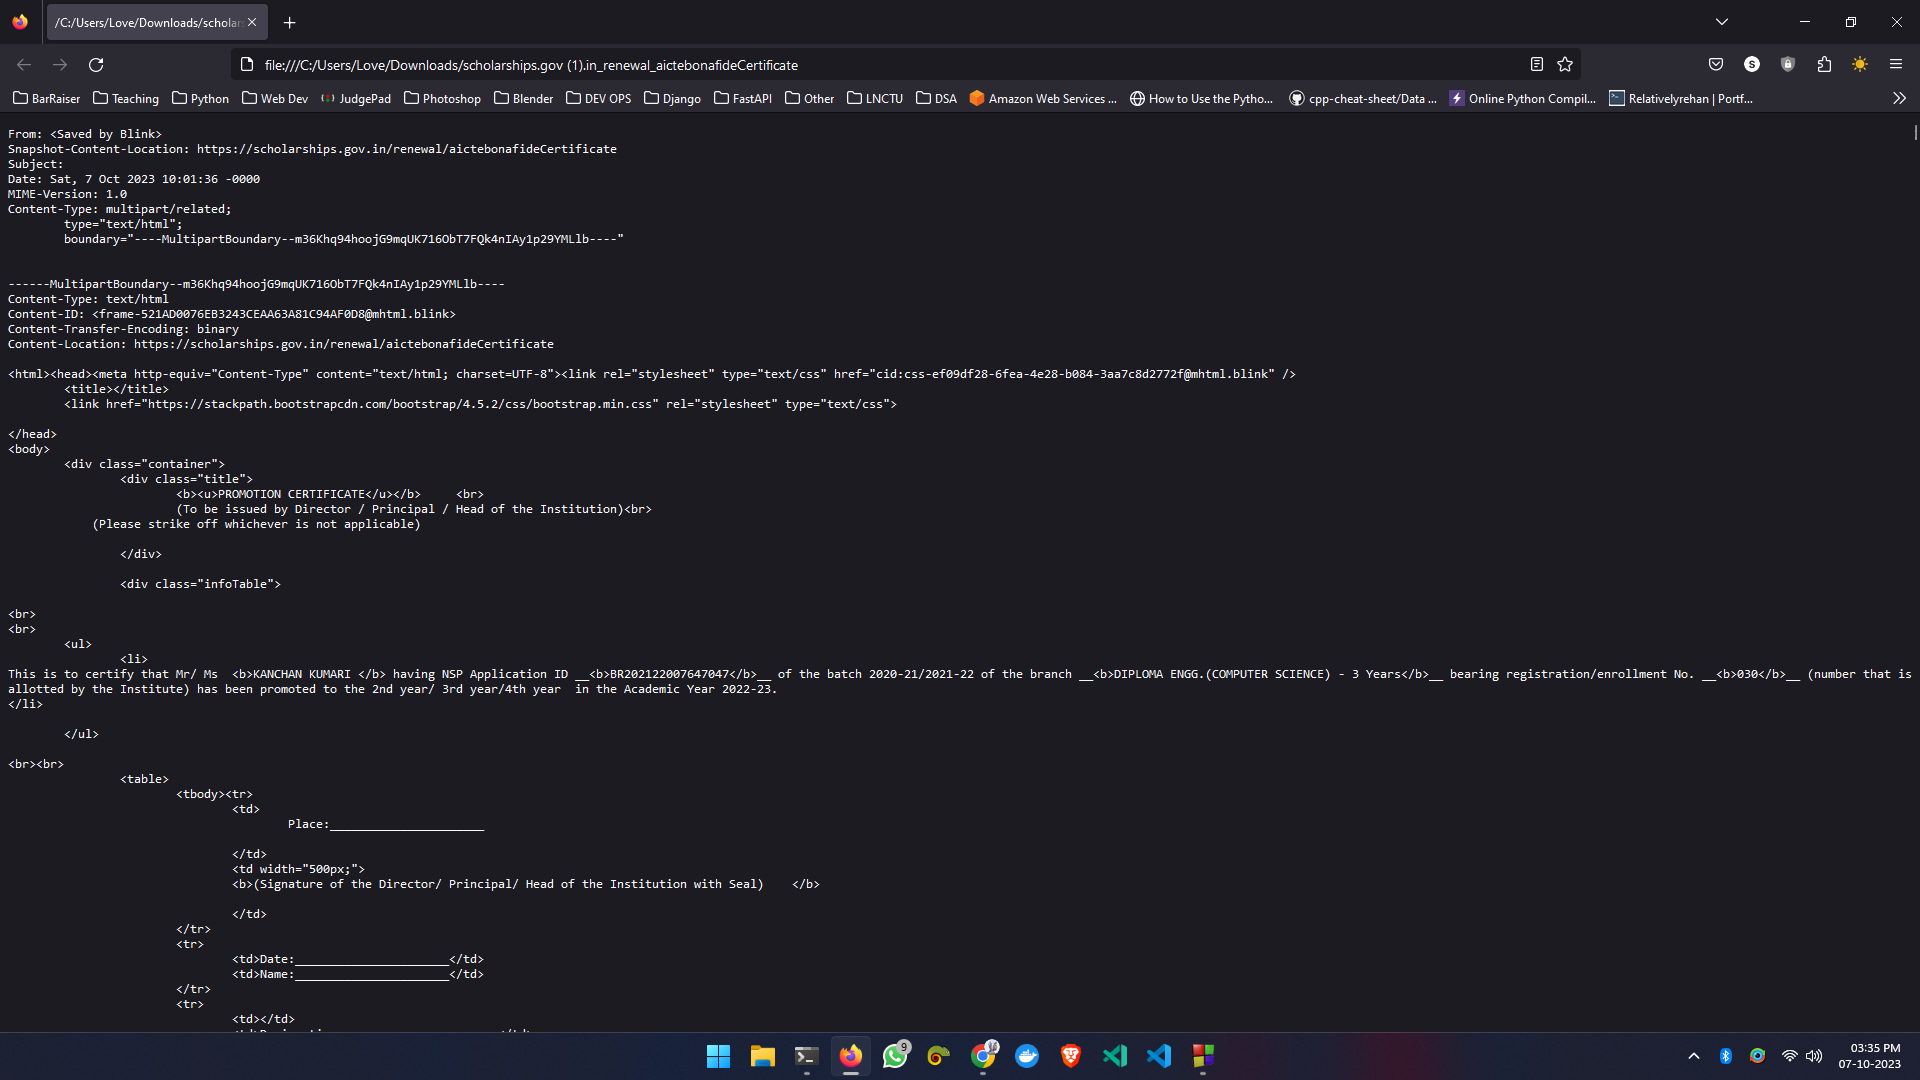 /C:/Users/Love/Downloads/scholar
file:///C:/Users/Love/Downloads/scholarships.gov (1).in_renewal_aictebonafideCertificate
S
BarRaiser Teaching Python Web Dev JudgePad Photoshop Blender DEV OPS Django FastAPI Other LNCTU DSA Amazon Web Services ... How to Use the Pytho... cpp-cheat-sheet/Data ... Online Python Compil... Relativelyrehan | Portf...
From: <Saved by Blink>
Snapshot-Content-Location: https://scholarships.gov.in/renewal/aictebonafideCertificate
Subject:
Date: Sat, 7 Oct 2023 10:01:36 -0000
MIME-Version: 1.0
Content-Type: multipart/related;
type="text/html";
boundary="----MultipartBoundary--m36Khq94hoojG9mqUK716ObT7FQk4nIAy1p29YMLlb----"
------MultipartBoundary--m36Khq94hoojG9mqUK716ObT7FQk4nIAy1p29YMLlb----
Content-Type: text/html
Content-ID: <frame-521AD0076EB3243CEAA63A81C94AF0D8@mhtml.blink>
Content-Transfer-Encoding: binary
Content-Location: https://scholarships.gov.in/renewal/aictebonafideCertificate
<html><head><meta http-equiv="Content-Type" content="text/html; charset=UTF-8"><link rel="stylesheet" type="text/css" href="cid:css-ef09df28-6fea-4e28-b084-3aa7c8d2772f@mhtml.blink" />
<title></title>
<link href="https://stackpath.bootstrapcdn.com/bootstrap/4.5.2/css/bootstrap.min.css" rel="stylesheet" type="text/css">
</head>
<body>
<div class="container">
<div class="title">
<b><u>PROMOTION CERTIFICATE</u></b> <br>
(To be issued by Director / Principal / Head of the Institution)<br>
(Please strike off whichever is not applicable)
</div>
<div class="infoTable">
<br>
<br>
<ul>
<li>
This is to certify that Mr/ Ms <b>KANCHAN KUMARI </b> having NSP Application ID __<b>BR202122007647047</b>__ of the batch 2020-21/2021-22 of the branch __<b>DIPLOMA ENGG.(COMPUTER SCIENCE) - 3 Years</b>__ bearing registration/enrollment No. __<b>030</b>__ (number that is
allotted by the Institute) has been promoted to the 2nd year/ 3rd year/4th year in the Academic Year 2022-23.
</li>
</ul>
<br><br>
<table>
<tbody><tr>
<td>
Place:______________________
</td>
<td width="500px;">
<b>(Signature of the Director/ Principal/ Head of the Institution with Seal) </b>
</td>
</tr>
<tr>
<td>Date:______________________</td>
<td>Name:______________________</td>
</tr>
<tr>
<td></td>
9
03:35 PM
07-10-2023